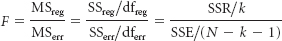 F = MS_reg / MS_err = (SS_reg/df_reg) / (SS_err/df_err) = (SSR/k) / (SSE/(N − k − 1))